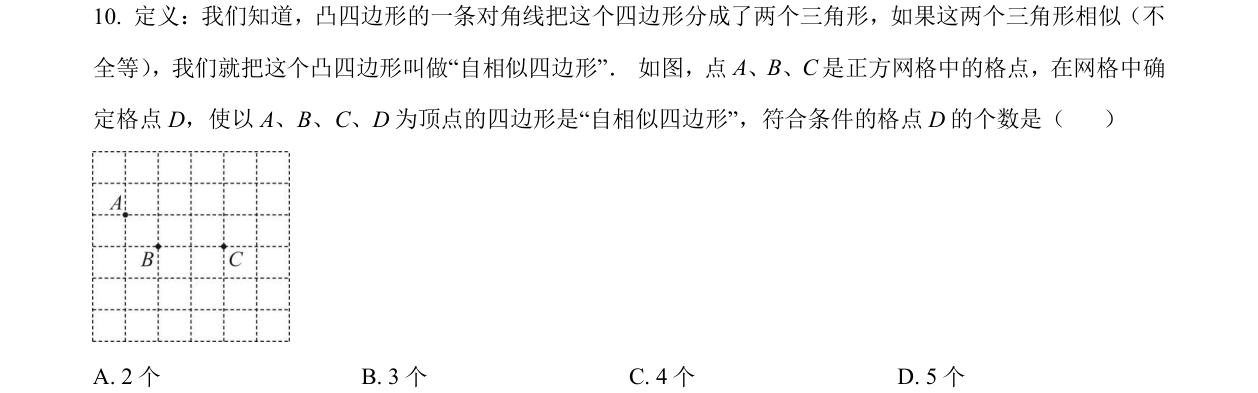 10. 定义：我们知道，凸四边形的一条对角线把这个四边形分成了两个三角形，如果这两个三角形相似（不
全等），我们就把这个凸四边形叫做“自相似四边形”． 如图，点 A、B、C 是正方网格中的格点，在网格中确
定格点 D，使以 A、B、C、D 为顶点的四边形是“自相似四边形”，符合条件的格点 D 的个数是（ ）
A
B C
A. 2 个 B. 3 个 C. 4 个 D. 5 个